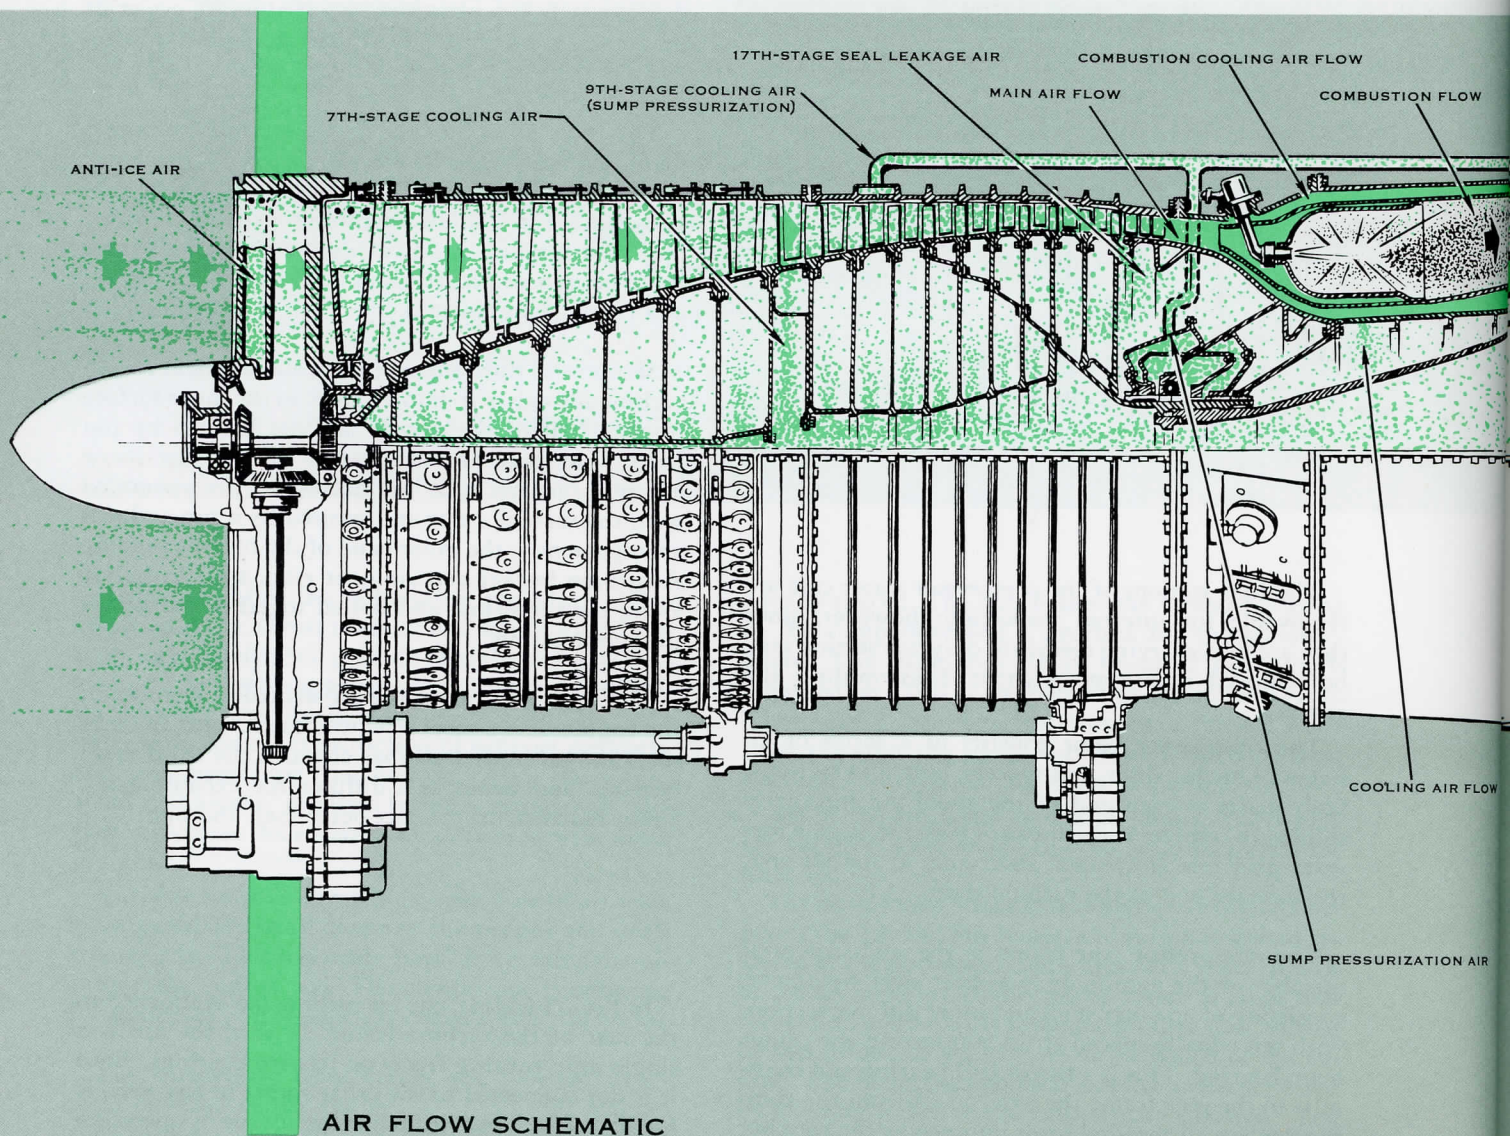 17TH-STAGE SEAL LEAKAGE AIR
COMBUSTION COOLING AIR FLOW
9TH-STAGE COOLING AIR
(SUMP PRESSURIZATION)
MAIN AIR FLOW
COMBUSTION FLOW
7TH-STAGE COOLING AIR
ANTI-ICE AIR
COOLING AIR FLOW
SUMP PRESSURIZATION AIR
AIR FLOW SCHEMATIC